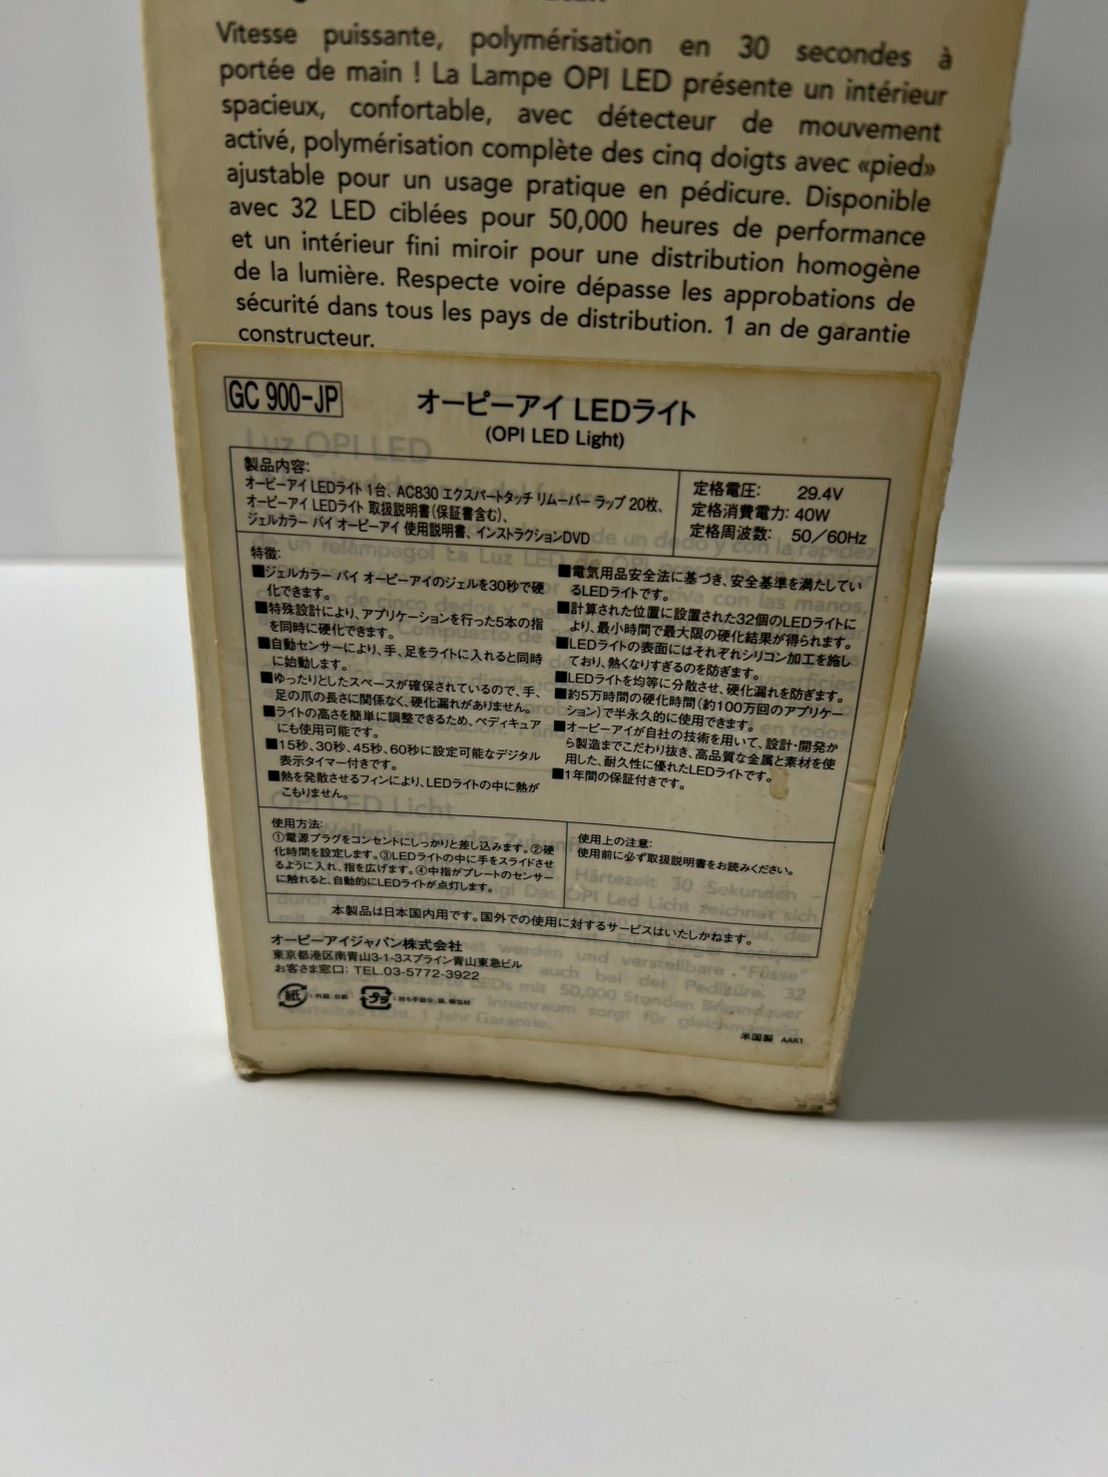 Vitesse puissante, polymérisation en 30 secondes à
portée de main ! La Lampe OPI LED présente un intérieur
spacieux, confortable, avec détecteur de mouvement
activé, polymérisation complète des cinq doigts avec «pied»
ajustable pour un usage pratique en pédicure. Disponible
avec 32 LED ciblées pour 50,000 heures de performance
et un intérieur fini miroir pour une distribution homogène
de la lumière. Respecte voire dépasse les approbations de
sécurité dans tous les pays de distribution. 1 an de garantie
constructeur.
GC 900-JP
オーピーアイ LEDライト
(OPI LED Light)
Luz OPI LED
製品内容:
オーピーアイ LEDライト 1台、AC830 エクスパートタッチ リムーバー ラップ 20枚、
オーピーアイ LEDライト 取扱説明書(保証書含む)、
ジェルカラー バイ オーピーアイ 使用説明書、インストラクションDVD
定格電圧: 29.4V
定格消費電力: 40W
定格周波数: 50/60Hz
特徴:
■ジェルカラー バイ オーピーアイのジェルを30秒で硬
化できます。
■特殊設計により、アプリケーションを行った5本の指
を同時に硬化できます。
■自動センサーにより、手、足をライトに入れると同時
に始動します。
■ゆったりとしたスペースが確保されているので、手、
足の爪の長さに関係なく、硬化漏れがありません。
■ライトの高さを簡単に調整できるため、ペディキュア
にも使用可能です。
■15秒、30秒、45秒、60秒に設定可能なデジタル
表示タイマー付きです。
■熱を発散させるフィンにより、LEDライトの中に熱が
こもりません。
■電気用品安全法に基づき、安全基準を満たしてい
るLEDライトです。
■計算された位置に設置された32個のLEDライトに
より、最小時間で最大限の硬化結果が得られます。
■LEDライトの表面にはそれぞれシリコン加工を施し
ており、熱くなりすぎるのを防ぎます。
■LEDライトを均等に分散させ、硬化漏れを防ぎます。
■約5万時間の硬化時間(約100万回のアプリケー
ション)で半永久的に使用できます。
■オーピーアイが自社の技術を用いて、設計・開発か
ら製造までこだわり抜き、高品質な金属と素材を使
用した、耐久性に優れたLEDライトです。
■1年間の保証付きです。
OPI LED Licht
使用方法:
①電源プラグをコンセントにしっかりと差し込みます。②硬
化時間を設定します。③LEDライトの中に手をスライドさせ
るように入れ、指を広げます。④中指がプレートのセンサー
に触れると、自動的にLEDライトが点灯します。
使用上の注意:
使用前に必ず取扱説明書をお読みください。
Härtezeit 30 Sekunden –
Das OPI Led Licht zeichnet sich
本製品は日本国内用です。国外での使用に対するサービスはいたしかねます。
オーピーアイジャパン株式会社
東京都港区南青山3-1-3スプライン青山東急ビル
お客さま窓口: TEL.03-5772-3922
werden und verstellbare "Füsse"
auch bei der Pediküre. 32
LEDs mit 50,000 Stunden Brenndauer
Innenraum sorgt für
Licht. 1 Jahr Garantie.
紙
プラ
米国製 AAK1